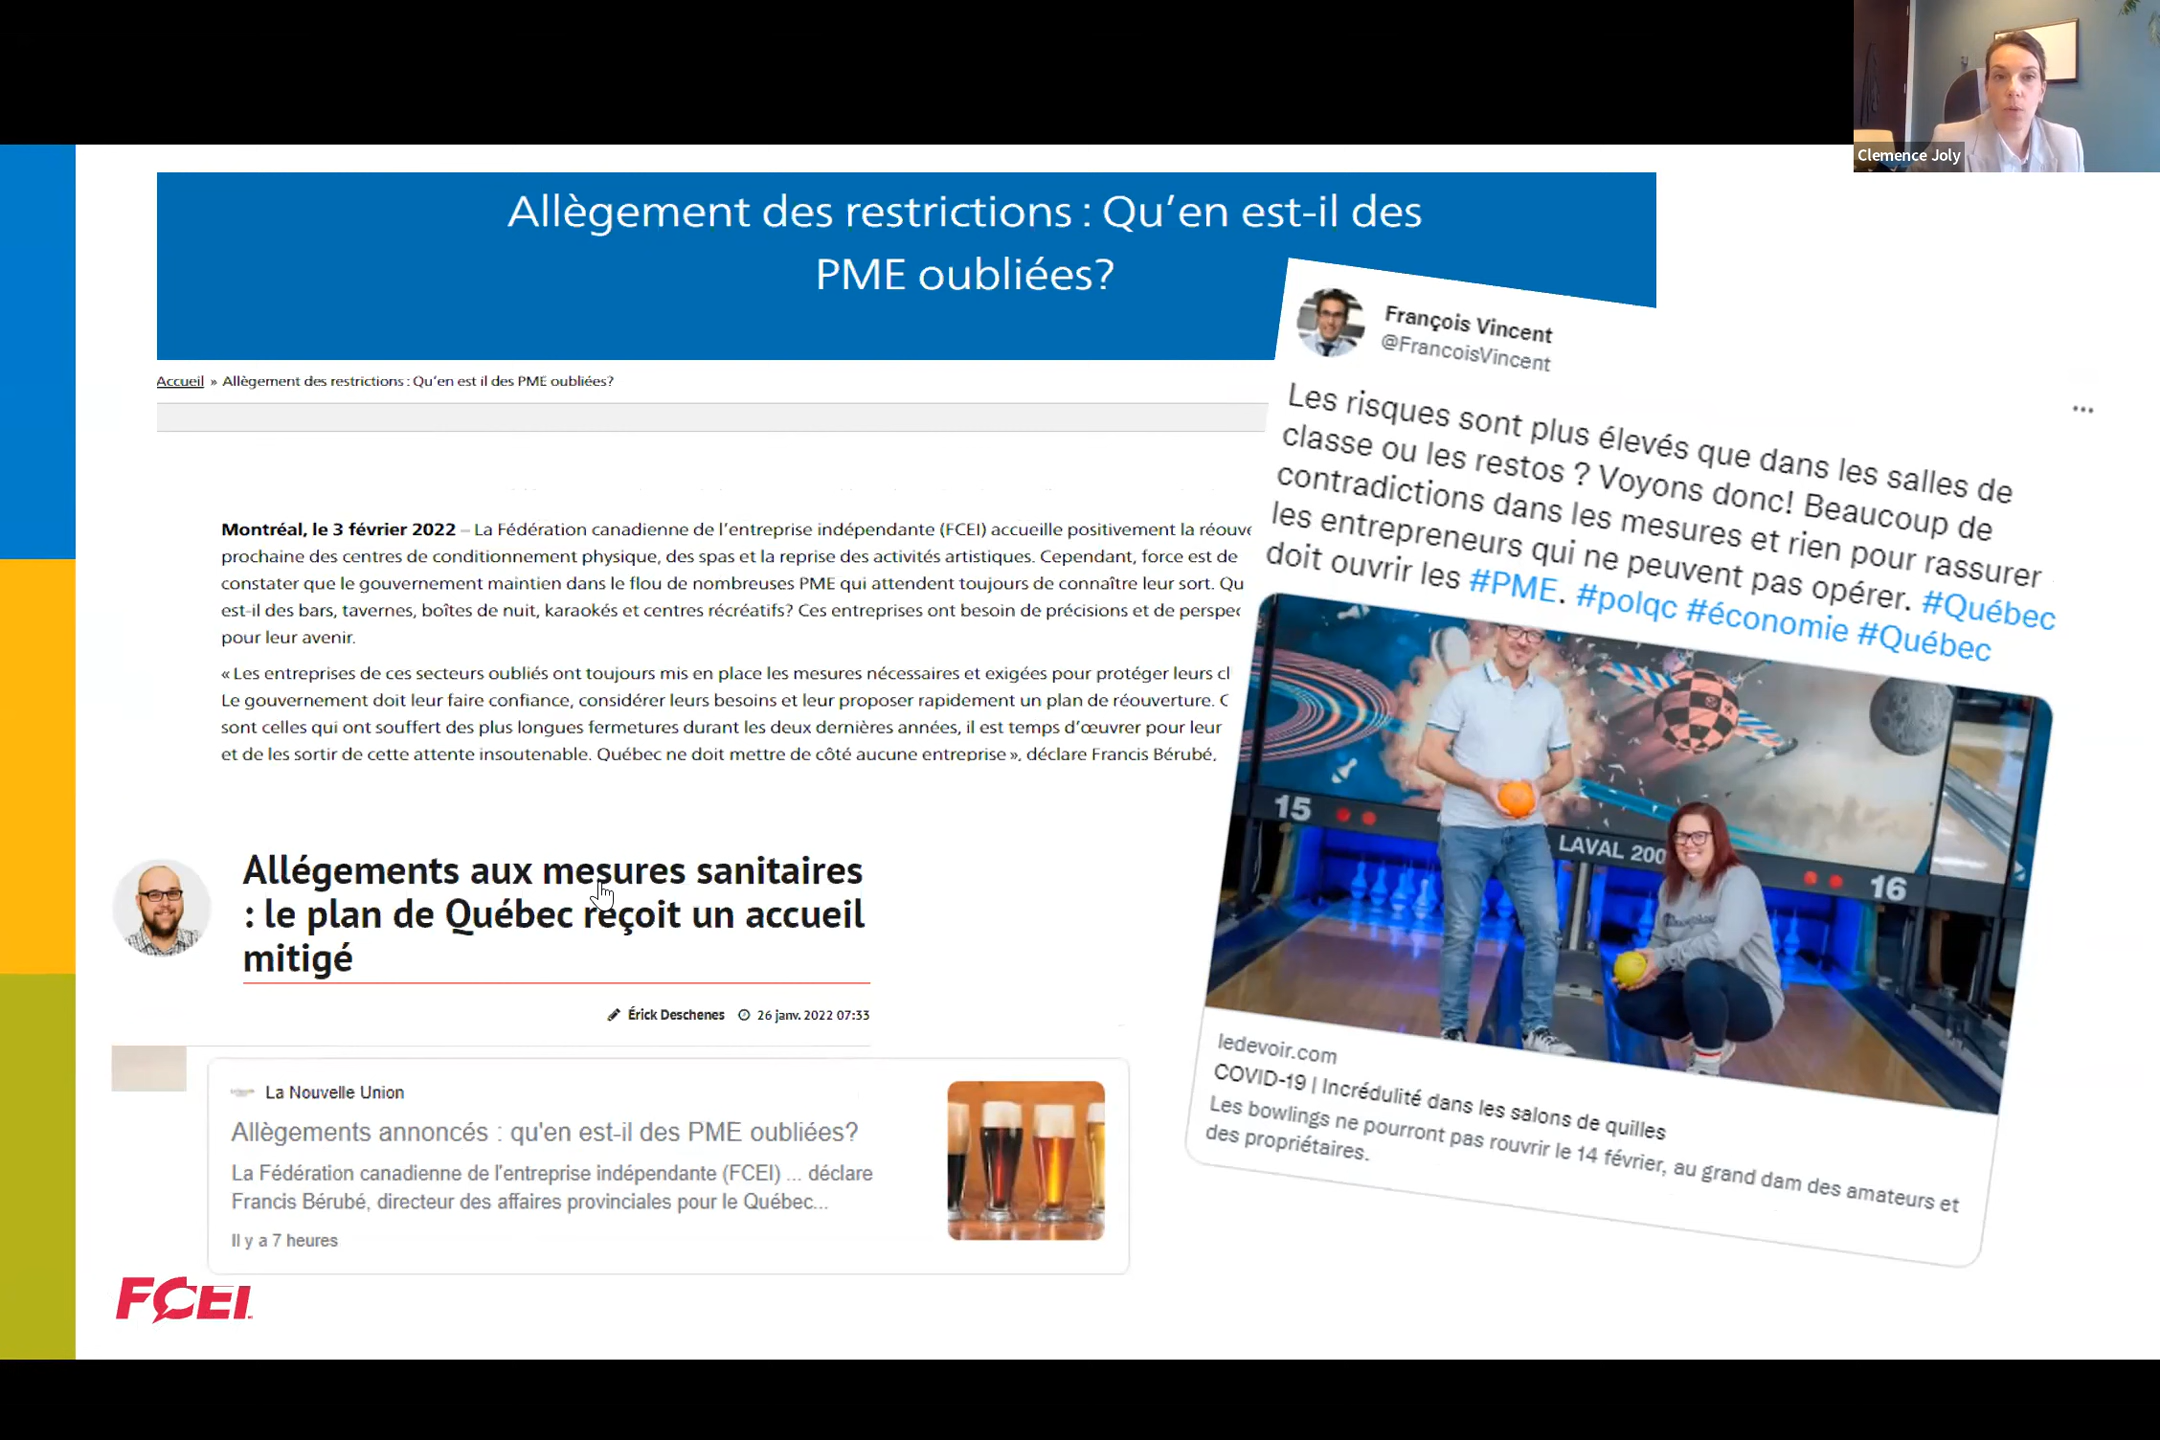 Clemence Joly
Allègement des restrictions : Qu’en est-il des
PME oubliées?
Accueil » Allègement des restrictions : Qu’en est il des PME oubliées?
Montréal, le 3 février 2022 – La Fédération canadienne de l’entreprise indépendante (FCEI) accueille positivement la réouve
prochaine des centres de conditionnement physique, des spas et la reprise des activités artistiques. Cependant, force est de
constater que le gouvernement maintien dans le flou de nombreuses PME qui attendent toujours de connaître leur sort. Qu
est-il des bars, tavernes, boîtes de nuit, karaokés et centres récréatifs? Ces entreprises ont besoin de précisions et de perspec
pour leur avenir.
« Les entreprises de ces secteurs oubliés ont toujours mis en place les mesures nécessaires et exigées pour protéger leurs cl
Le gouvernement doit leur faire confiance, considérer leurs besoins et leur proposer rapidement un plan de réouverture. C
sont celles qui ont souffert des plus longues fermetures durant les deux dernières années, il est temps d’œuvrer pour leur
et de les sortir de cette attente insoutenable. Québec ne doit mettre de côté aucune entreprise », déclare Francis Bérubé,
François Vincent
@FrancoisVincent
...
Les risques sont plus élevés que dans les salles de
classe ou les restos ? Voyons donc! Beaucoup de
contradictions dans les mesures et rien pour rassurer
les entrepreneurs qui ne peuvent pas opérer. #Québec
doit ouvrir les #PME. #polqc #économie #Québec
15
LAVAL 200
16
ledevoir.com
COVID-19 | Incrédulité dans les salons de quilles
Les bowlings ne pourront pas rouvrir le 14 février, au grand dam des amateurs et
des propriétaires.
Allégements aux mesures sanitaires
: le plan de Québec reçoit un accueil
mitigé
Érick Deschenes 26 janv. 2022 07:33
La Nouvelle Union
Allègements annoncés : qu'en est-il des PME oubliées?
La Fédération canadienne de l'entreprise indépendante (FCEI) ... déclare
Francis Bérubé, directeur des affaires provinciales pour le Québec...
Il y a 7 heures
FCEI